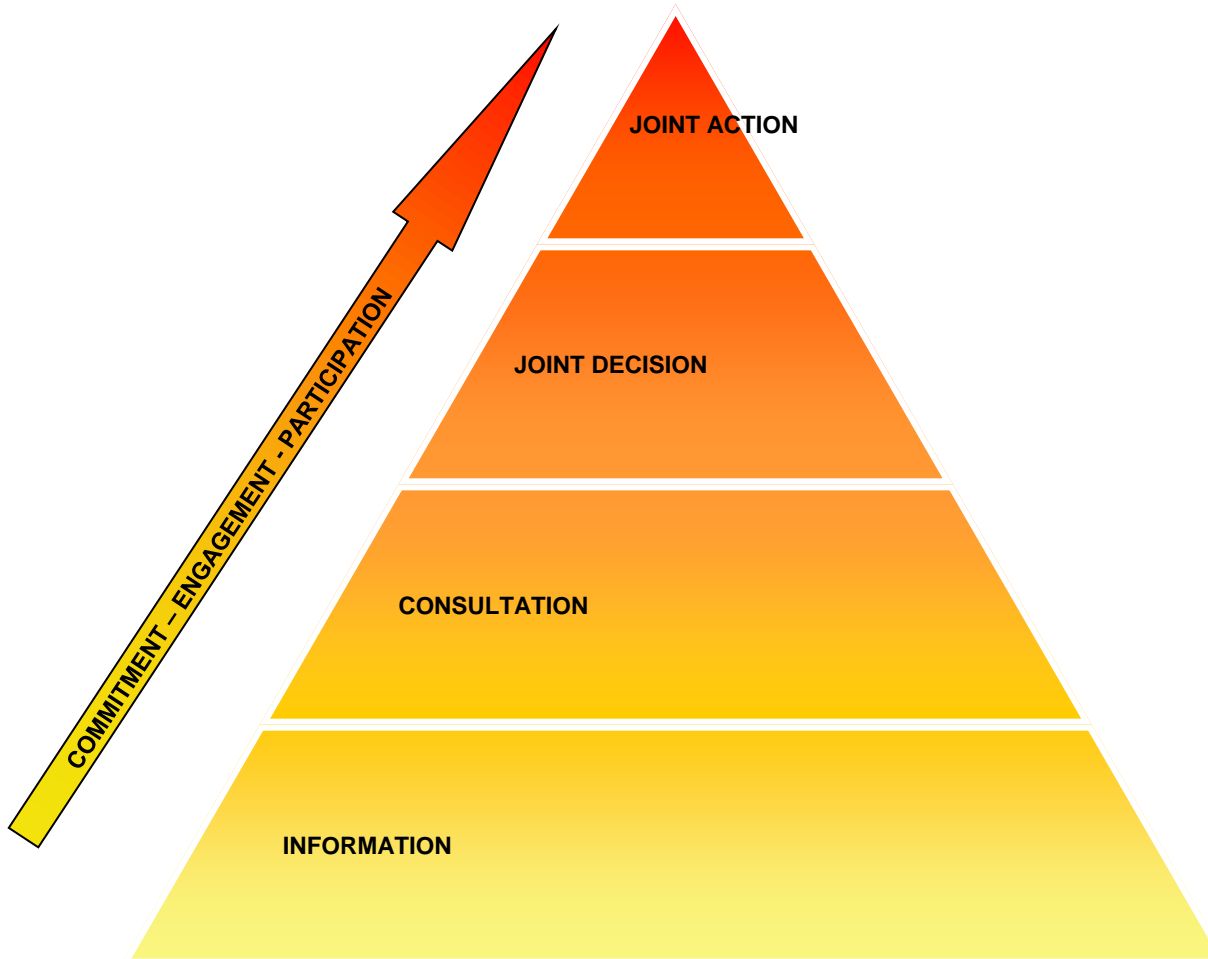 JOINT ACTION
JOINT DECISION
COMMITMENT – ENGAGEMENT - PARTICIPATION
CONSULTATION
INFORMATION